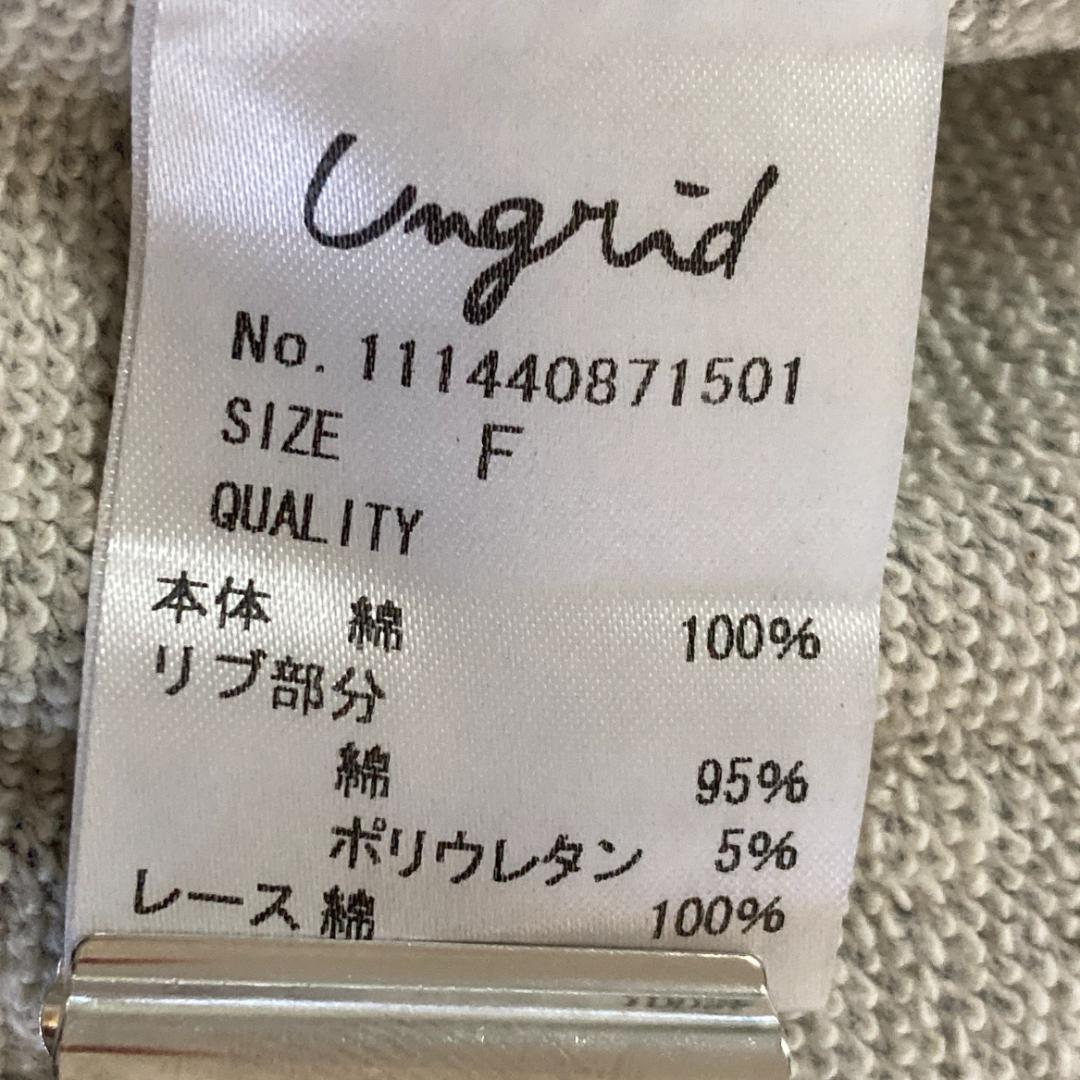 Ungrid
No. 111440871501
SIZE F
QUALITY
本体 綿 100%
リブ部分
綿 95%
ポリウレタン 5%
レース 綿 100%